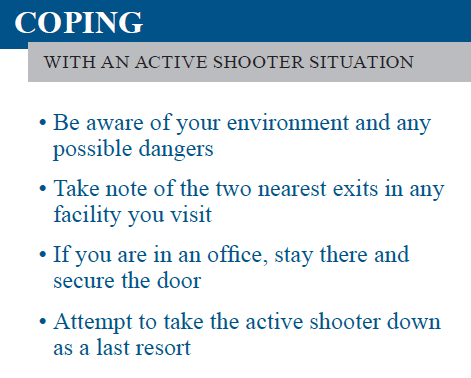 COPING
WITH AN ACTIVE SHOOTER SITUATION
• Be aware of your environment and any
possible dangers
• Take note of the two nearest exits in any
facility you visit
• If you are in an office, stay there and
secure the door
• Attempt to take the active shooter down
as a last resort